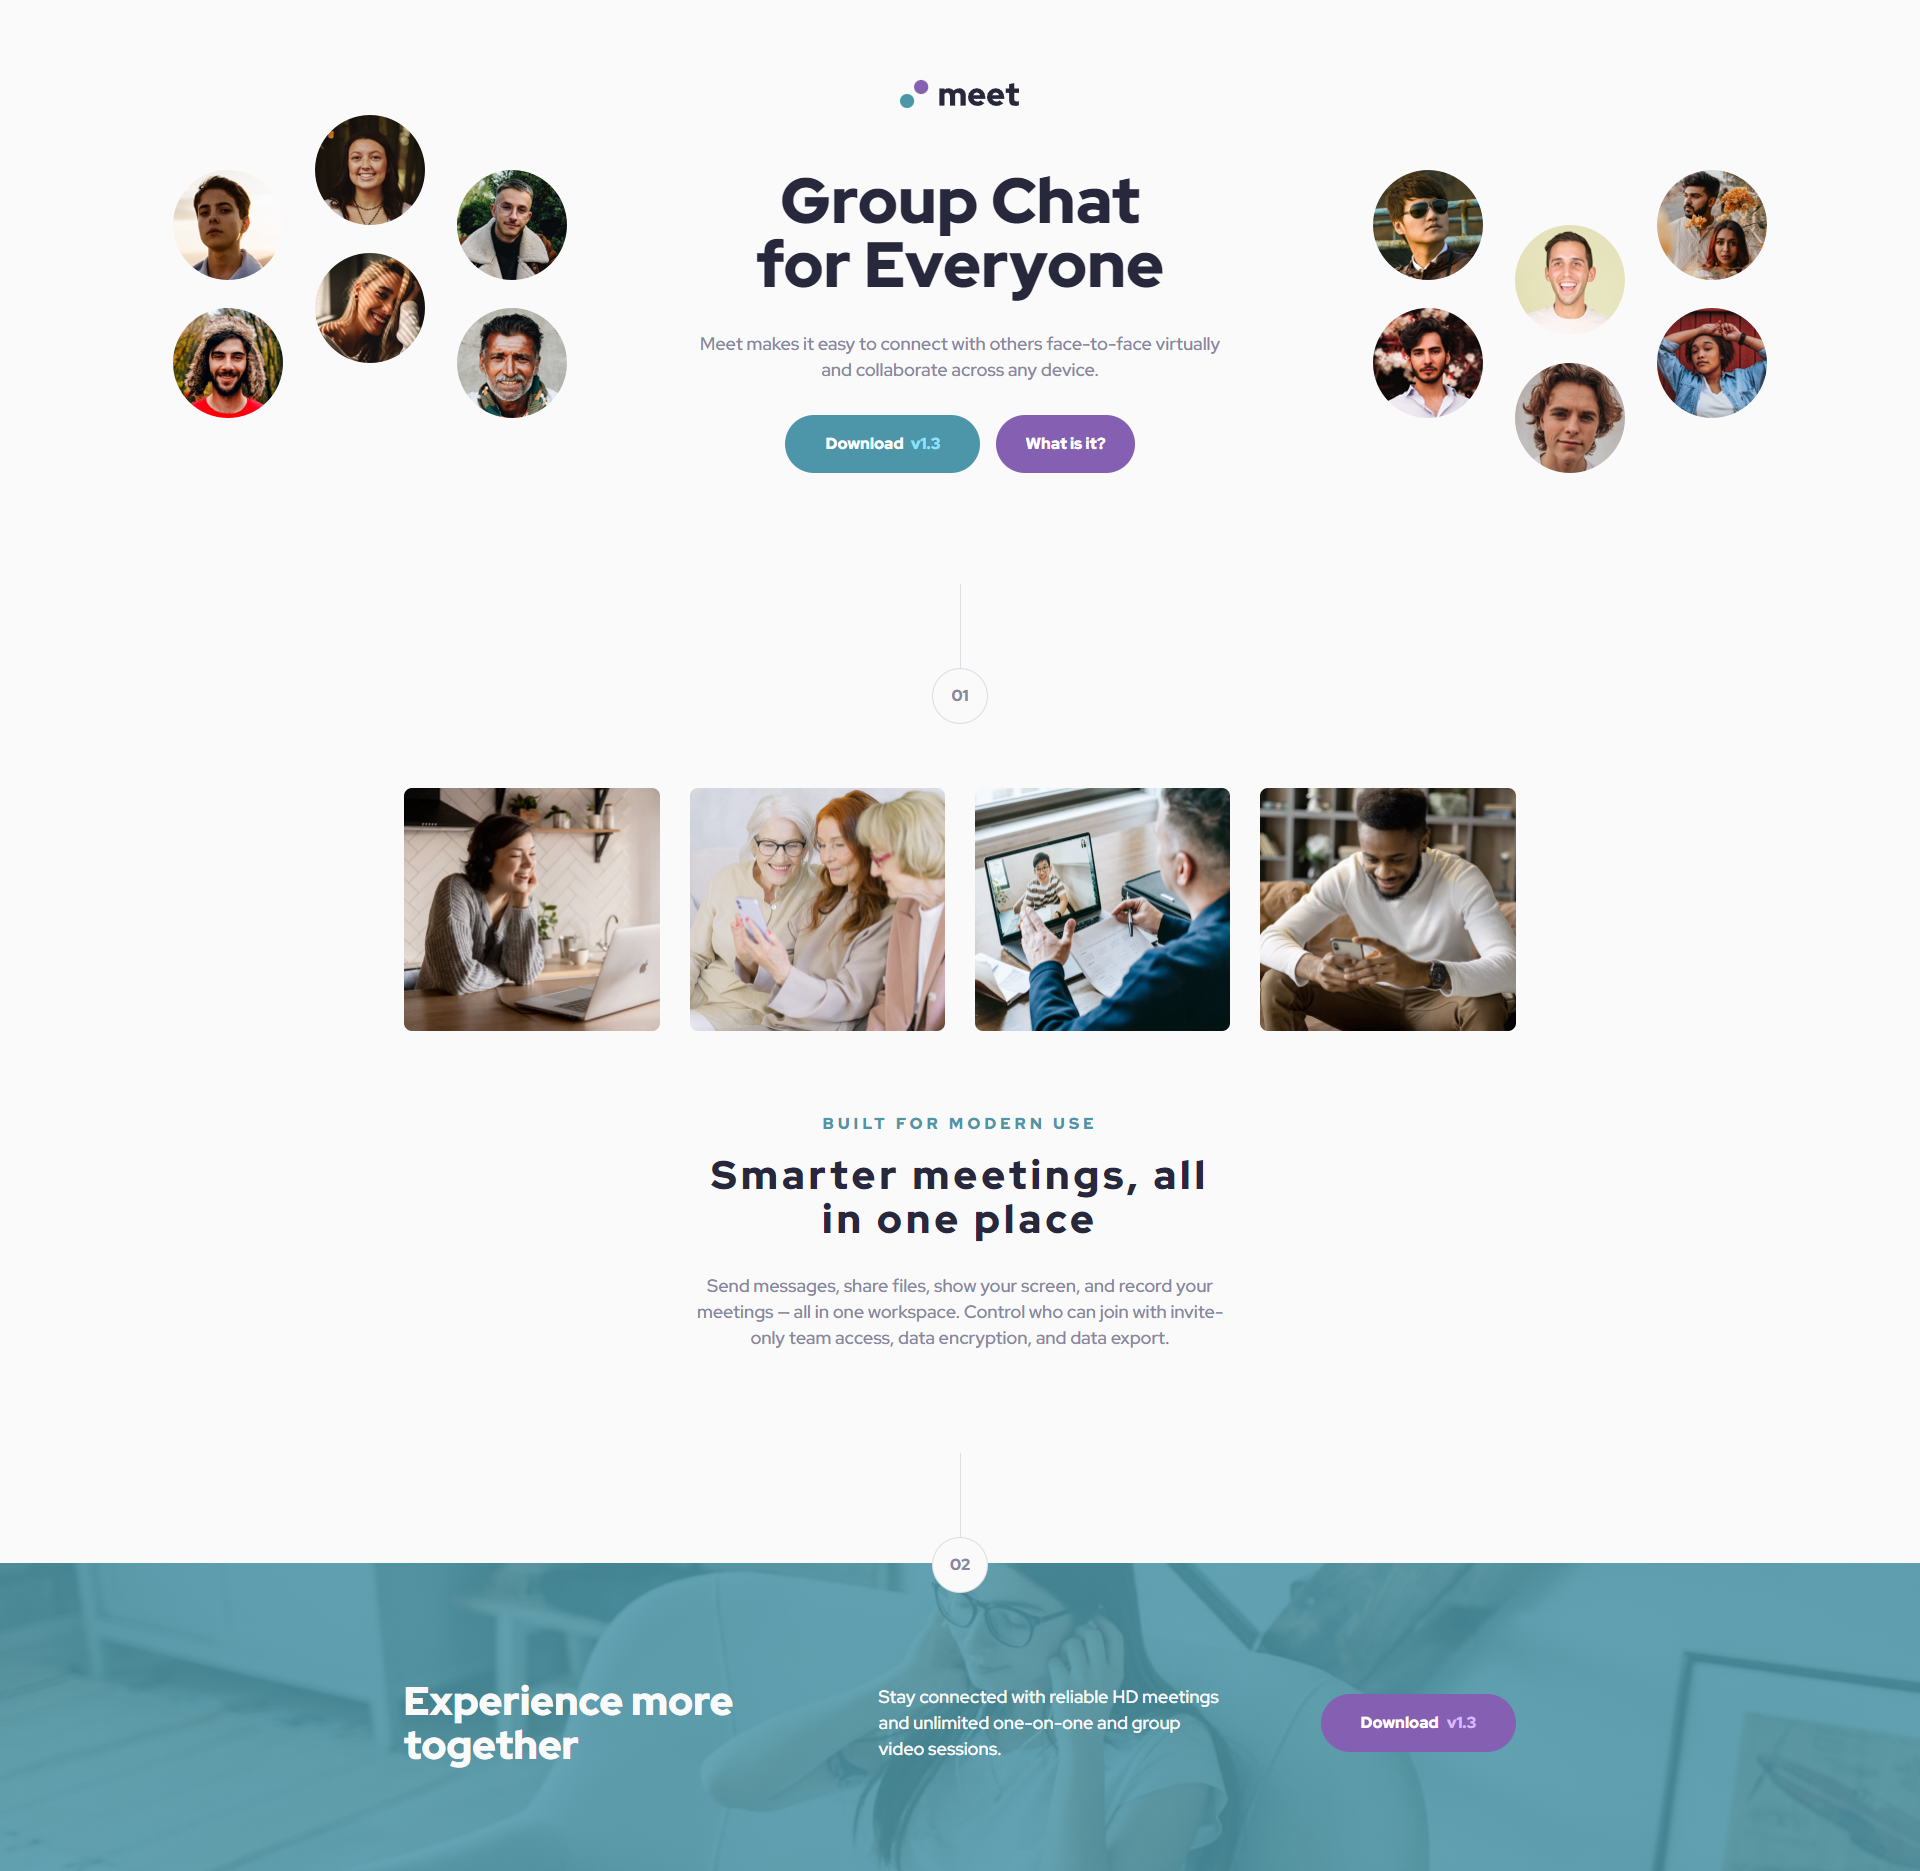 meet
Group Chat
for Everyone
Meet makes it easy to connect with others face-to-face virtually
and collaborate across any device.
Download v1.3
What is it?
01
BUILT FOR MODERN USE
Smarter meetings, all
in one place
Send messages, share files, show your screen, and record your
meetings — all in one workspace. Control who can join with invite-
only team access, data encryption, and data export.
02
Experience more
together
Stay connected with reliable HD meetings
and unlimited one-on-one and group
video sessions.
Download v1.3